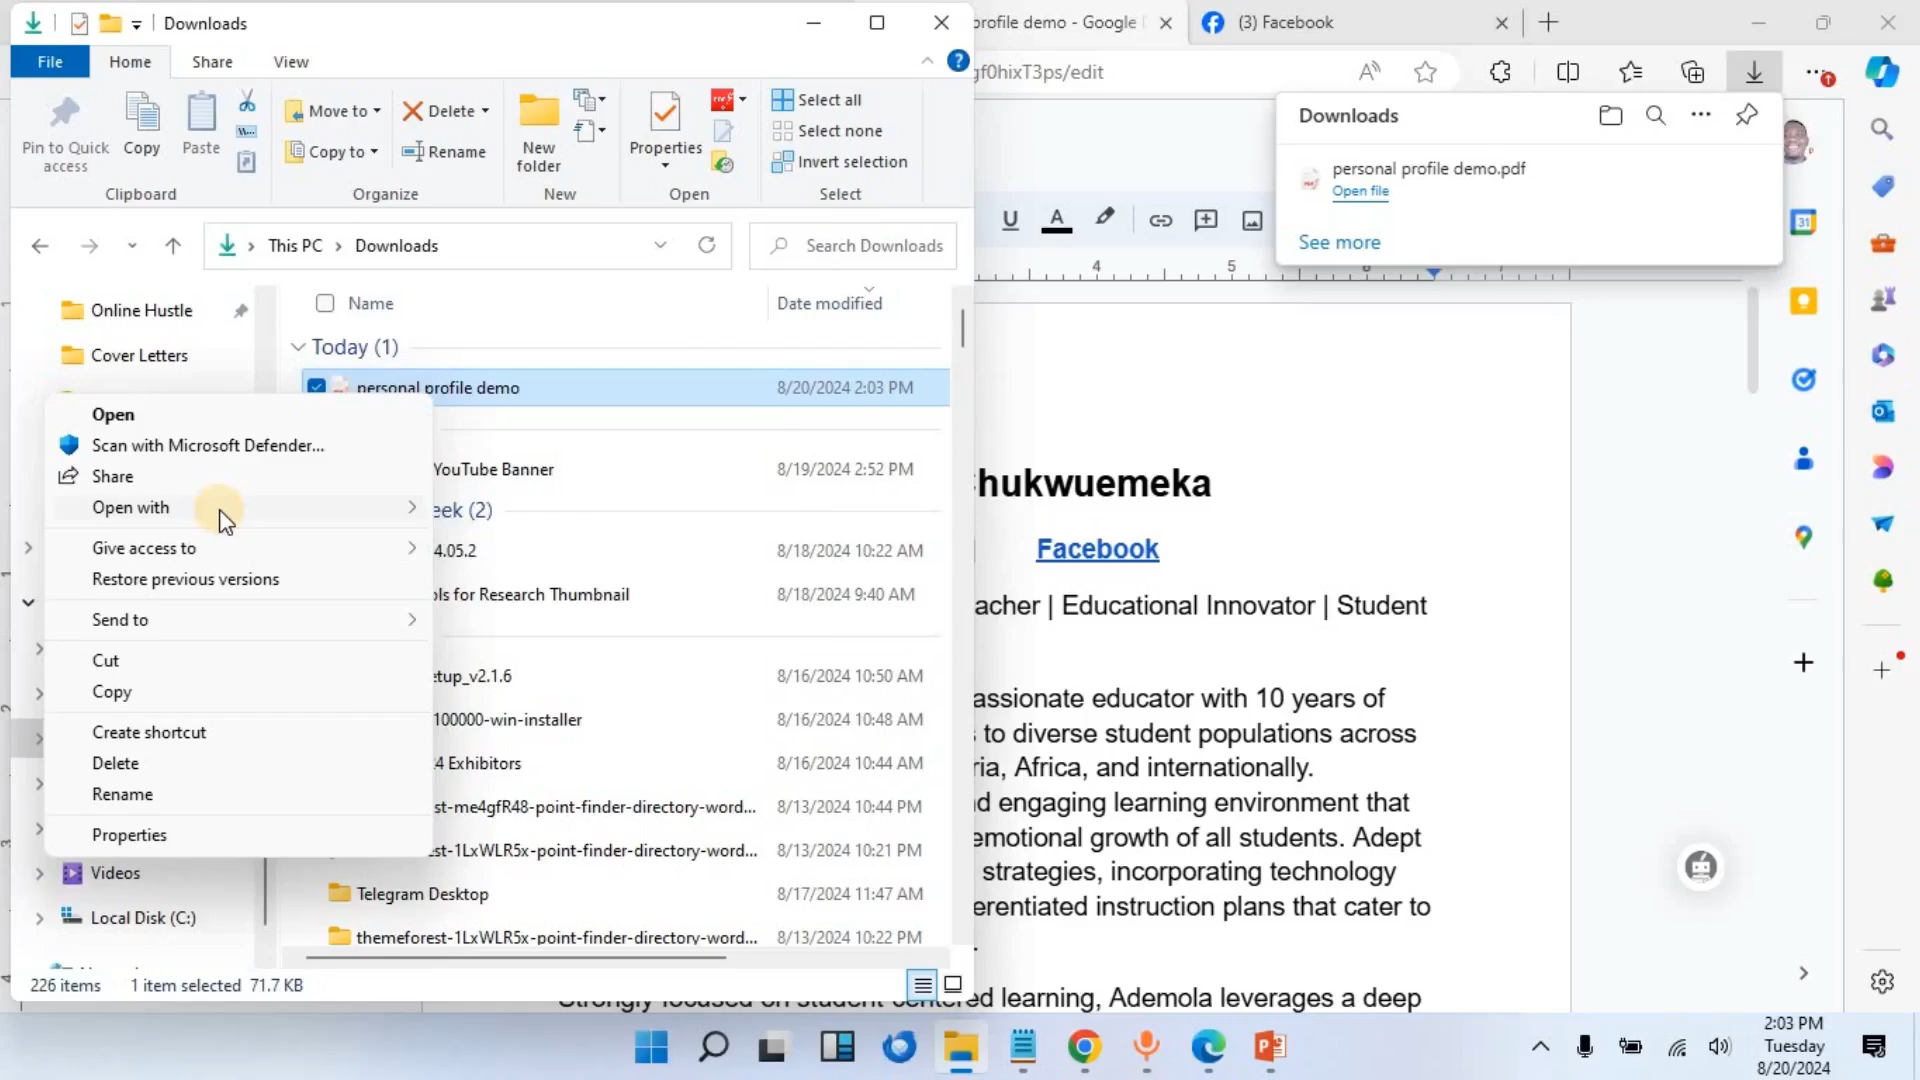 Downloads
profile demo - Google
(3) Facebook
File
Home
Share
View
gf0hixT3ps/edit
Pin to Quick access
Copy
Paste
Move to
Copy to
Delete
Rename
New folder
Properties
Select all
Select none
Invert selection
Clipboard
Organize
New
Open
Select
Downloads
personal profile demo.pdf
Open file
See more
This PC
Downloads
Search Downloads
4
5
Online Hustle
Cover Letters
Name
Date modified
Today (1)
personal profile demo
8/20/2024 2:03 PM
YouTube Banner
8/19/2024 2:52 PM
eek (2)
4.05.2
8/18/2024 10:22 AM
ols for Research Thumbnail
8/18/2024 9:40 AM
etup_v2.1.6
8/16/2024 10:50 AM
100000-win-installer
8/16/2024 10:48 AM
24 Exhibitors
8/16/2024 10:44 AM
est-me4gfR48-point-finder-directory-word...
8/13/2024 10:44 PM
est-1LxWLR5x-point-finder-directory-word...
8/13/2024 10:21 PM
Telegram Desktop
8/17/2024 11:47 AM
themeforest-1LxWLR5x-point-finder-directory-word...
8/13/2024 10:22 PM
Open
Scan with Microsoft Defender...
Share
Open with
Give access to
Restore previous versions
Send to
Cut
Copy
Create shortcut
Delete
Rename
Properties
Videos
Local Disk (C:)
226 items
1 item selected 71.7 KB
hukwuemeka
Facebook
acher | Educational Innovator | Student
assionate educator with 10 years of
s to diverse student populations across
ria, Africa, and internationally.
d engaging learning environment that
emotional growth of all students. Adept
strategies, incorporating technology
erentiated instruction plans that cater to
Strongly focused on student-centered learning, Ademola leverages a deep
2:03 PM
Tuesday
8/20/2024